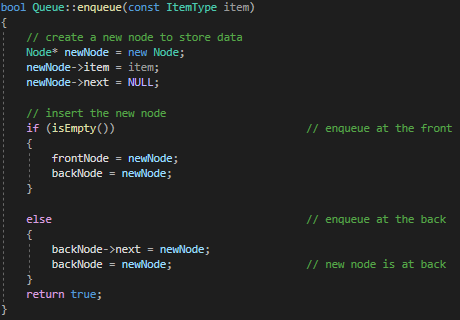 bool Queue::enqueue(const ItemType item)
{
// create a new node to store data
Node* newNode = new Node;
newNode->item = item;
newNode->next = NULL;
// insert the new node
if (isEmpty()) // enqueue at the front
{
frontNode = newNode;
backNode = newNode;
}
else // enqueue at the back
{
backNode->next = newNode;
backNode = newNode; // new node is at back
}
return true;
}